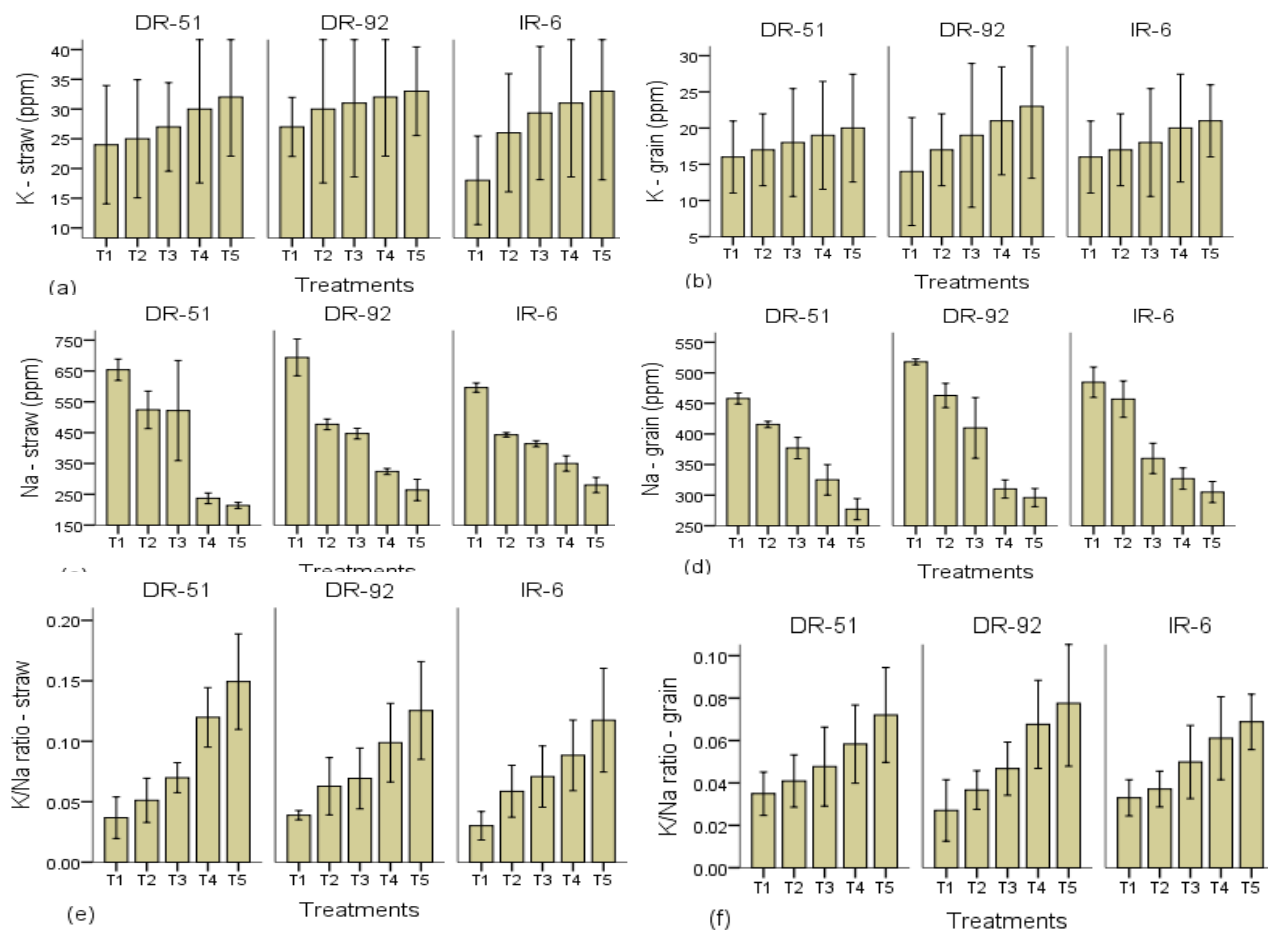 DR-51 DR-92 IR-6
K - straw (ppm)
40
35
30
25
20
15
10
T1 T2 T3 T4 T5 T1 T2 T3 T4 T5 T1 T2 T3 T4 T5
(a) Treatments
DR-51 DR-92 IR-6
K - grain (ppm)
30
25
20
15
10
5
T1 T2 T3 T4 T5 T1 T2 T3 T4 T5 T1 T2 T3 T4 T5
(b) Treatments
DR-51 DR-92 IR-6
Na - straw (ppm)
750
650
550
450
350
250
150
T1 T2 T3 T4 T5 T1 T2 T3 T4 T5 T1 T2 T3 T4 T5
Treatments
DR-51 DR-92 IR-6
Na - grain (ppm)
550
500
450
400
350
300
250
T1 T2 T3 T4 T5 T1 T2 T3 T4 T5 T1 T2 T3 T4 T5
(d) Treatments
DR-51 DR-92 IR-6
K/Na ratio - straw
0.20
0.15
0.10
0.05
0.00
T1 T2 T3 T4 T5 T1 T2 T3 T4 T5 T1 T2 T3 T4 T5
(e) Treatments
DR-51 DR-92 IR-6
K/Na ratio - grain
0.10
0.08
0.06
0.04
0.02
0.00
T1 T2 T3 T4 T5 T1 T2 T3 T4 T5 T1 T2 T3 T4 T5
(f) Treatments